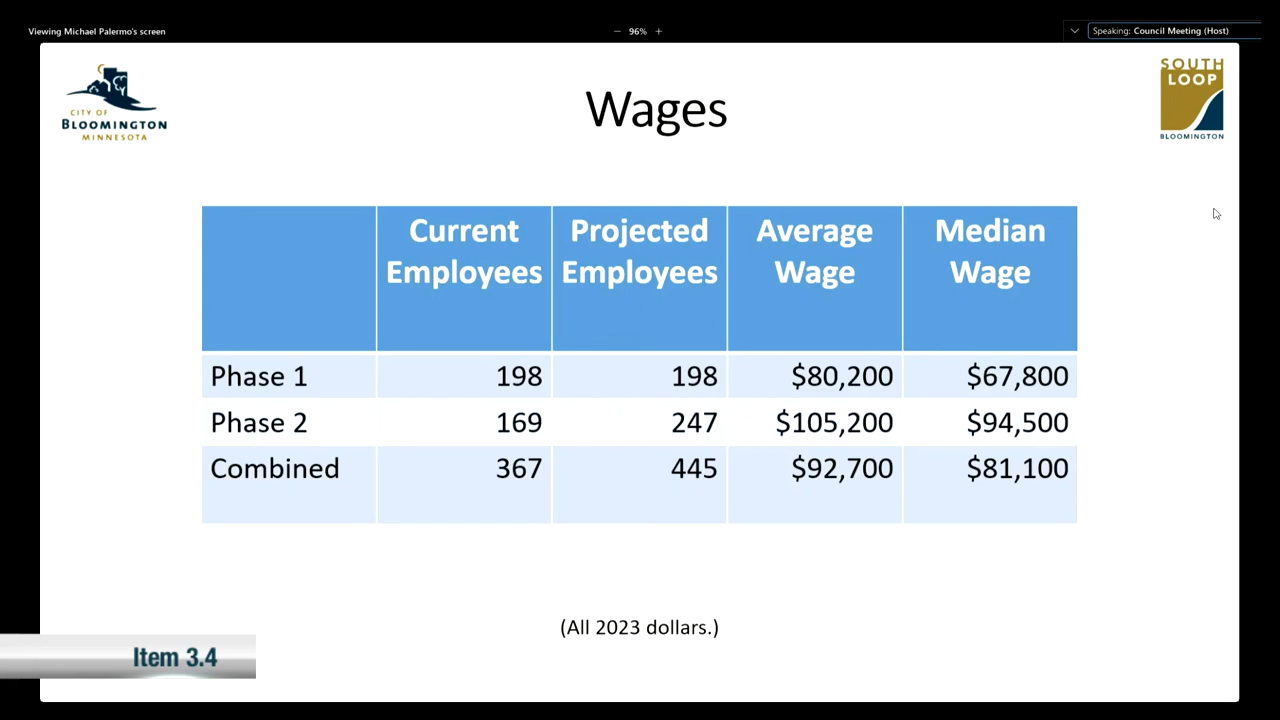 Viewing Michael Palermo's screen
− 96% +
Speaking: Council Meeting (Host)
CITY OF
BLOOMINGTON
MINNESOTA
Wages
SOUTH
LOOP
BLOOMINGTON
Current Employees Projected Employees Average Wage Median Wage
Phase 1 198 198 $80,200 $67,800
Phase 2 169 247 $105,200 $94,500
Combined 367 445 $92,700 $81,100
(All 2023 dollars.)
Item 3.4